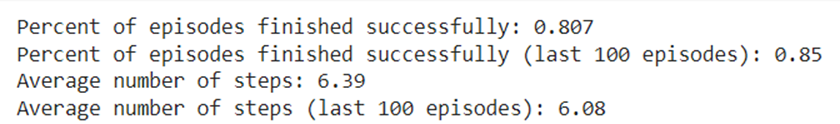 Percent of episodes finished successfully: 0.807
Percent of episodes finished successfully (last 100 episodes): 0.85
Average number of steps: 6.39
Average number of steps (last 100 episodes): 6.08